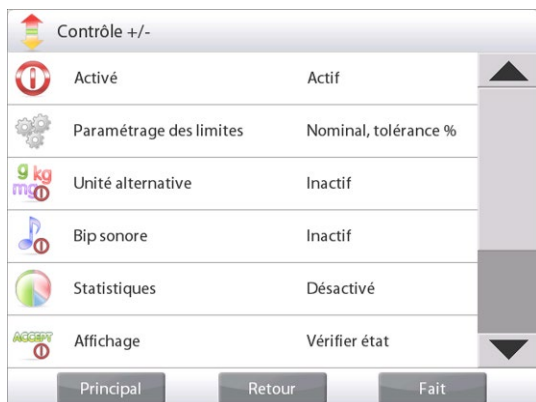 Contrôle +/-
Activé Actif
Paramétrage des limites Nominal, tolérance %
g kg
mg
Unité alternative Inactif
Bip sonore Inactif
Statistiques Désactivé
ACCEPT
Affichage Vérifier état
Principal Retour Fait